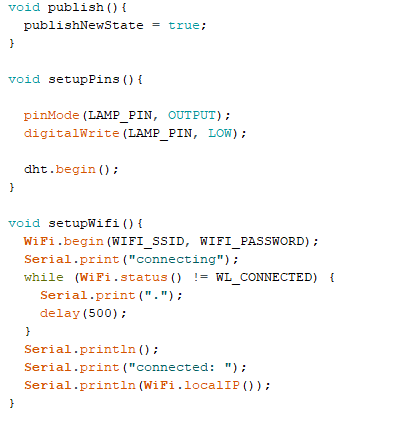 void publish(){
  publishNewState = true;
}

void setupPins(){

  pinMode(LAMP_PIN, OUTPUT);
  digitalWrite(LAMP_PIN, LOW);

  dht.begin();
}

void setupWifi(){
  WiFi.begin(WIFI_SSID, WIFI_PASSWORD);
  Serial.print("connecting");
  while (WiFi.status() != WL_CONNECTED) {
    Serial.print(".");
    delay(500);
  }
  Serial.println();
  Serial.print("connected: ");
  Serial.println(WiFi.localIP());
}